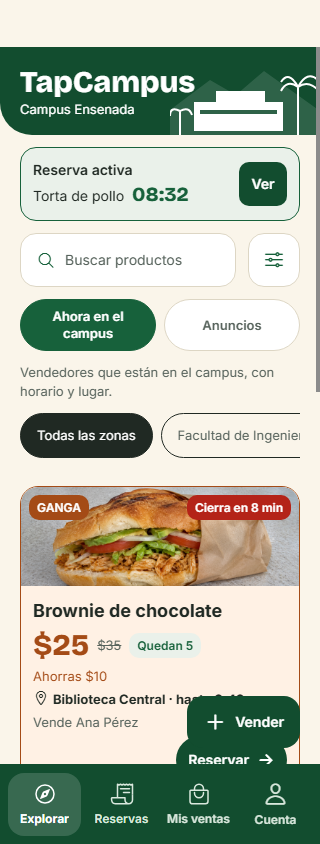 TapCampus
Campus Ensenada
Reserva activa
Torta de pollo 08:32
Ver
Buscar productos
Ahora en el
campus
Anuncios
Vendedores que están en el campus, con
horario y lugar.
Todas las zonas
Facultad de Ingenier
GANGA
Cierra en 8 min
Brownie de chocolate
$25 $35 Quedan 5
Ahorras $10
Biblioteca Central ·
Vende Ana Pérez
Vender
Reservar
Explorar
Reservas
Mis ventas
Cuenta